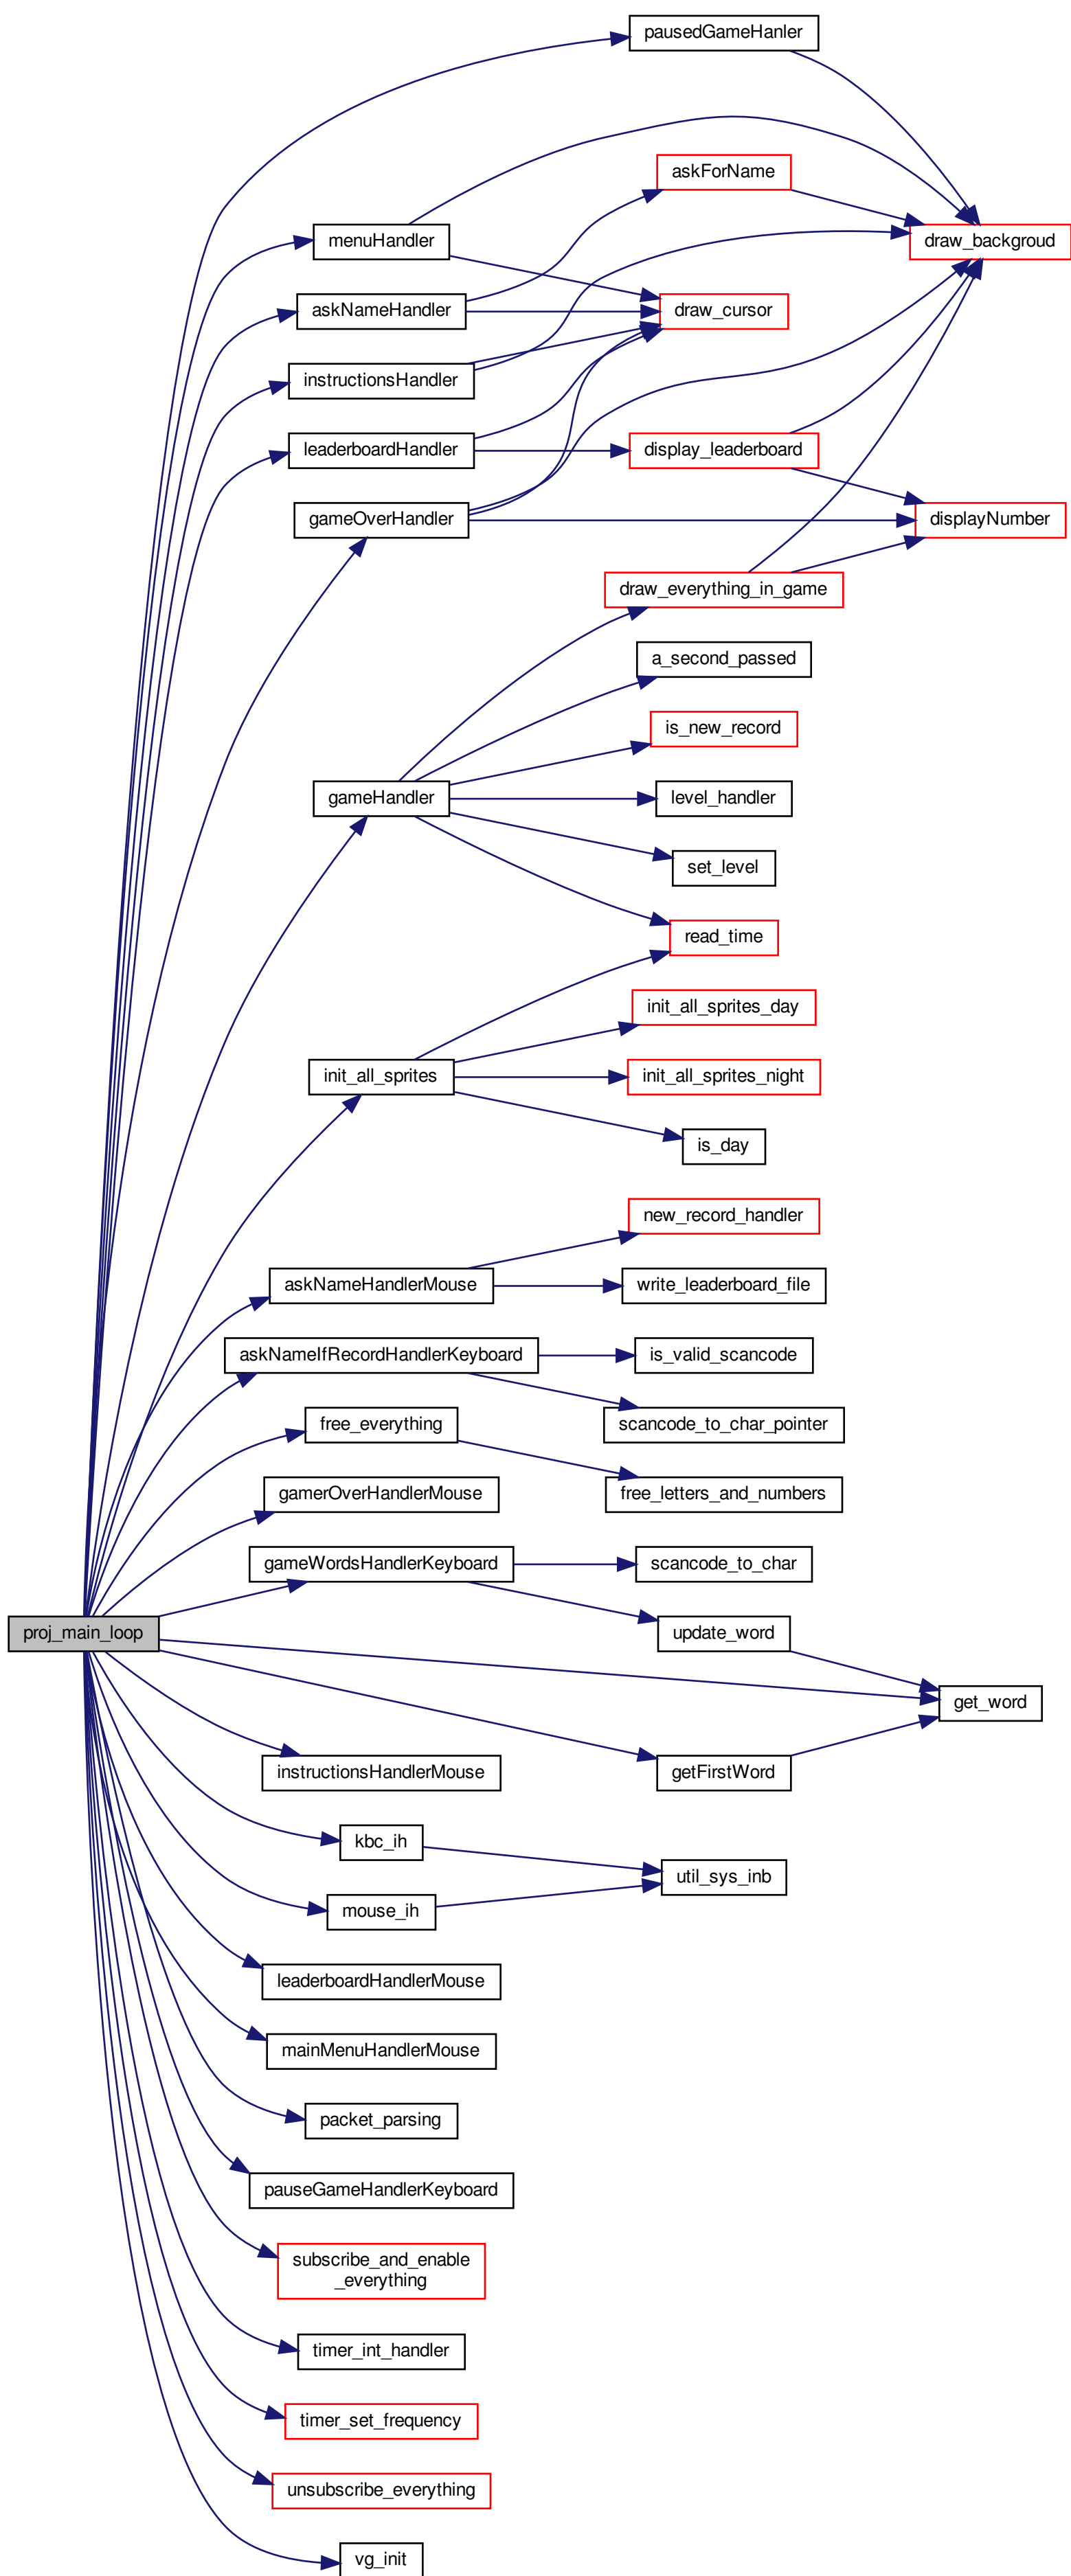 pausedGameHanler
askForName
menuHandler
draw_backgroud
askNameHandler
draw_cursor
instructionsHandler
leaderboardHandler
display_leaderboard
gameOverHandler
displayNumber
draw_everything_in_game
a_second_passed
is_new_record
gameHandler
level_handler
set_level
read_time
init_all_sprites_day
init_all_sprites
init_all_sprites_night
is_day
new_record_handler
askNameHandlerMouse
write_leaderboard_file
askNameIfRecordHandlerKeyboard
is_valid_scancode
free_everything
scancode_to_char_pointer
gamerOverHandlerMouse
free_letters_and_numbers
gameWordsHandlerKeyboard
scancode_to_char
proj_main_loop
update_word
get_word
instructionsHandlerMouse
getFirstWord
kbc_ih
util_sys_inb
mouse_ih
leaderboardHandlerMouse
mainMenuHandlerMouse
packet_parsing
pauseGameHandlerKeyboard
subscribe_and_enable
_everything
timer_int_handler
timer_set_frequency
unsubscribe_everything
vg_init